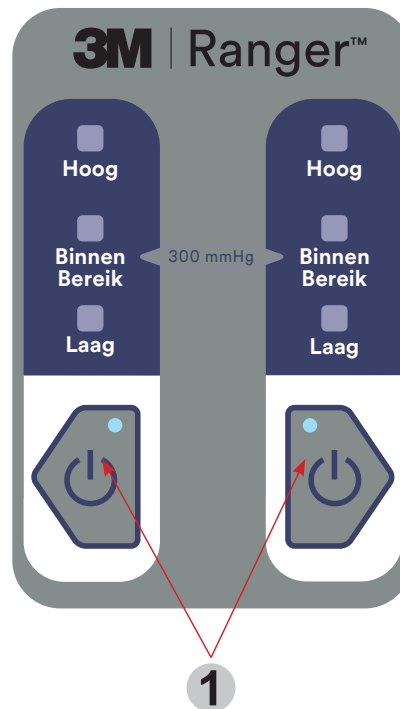 3M Ranger™
Hoog
Hoog
Binnen
Bereik
300 mmHg
Binnen
Bereik
Laag
Laag
1